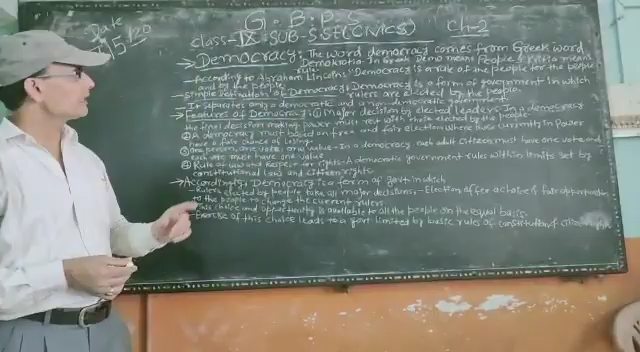 G. B. P. S.
Date
15 20
Class - IX : SUB - S.ST (CIVICS) Ch-2
→ Democracy: The word democracy comes from Greek word
Demokratia. In Greek Demo means People & Kratia means
rule.
→ According to Abraham Lincoln: "Democracy is a rule of the people for the people
and by the people.
→ Simple definition of Democracy: Democracy is a form of government in which
rulers are elected by the people.
It separates only a democratic and a non-democratic government.
→ Features of Democracy: ① Major decision by elected leaders: In a democracy
the final decision making power must rest with those elected by the people.
② A democracy must based on free and fair election where those currently in power
have a fair chance of losing.
③ One person, one vote, one value - In a democracy each adult citizen must have one vote and
each vote must have one value
④ Rule of law and respect for rights - A democratic government rules within limits set by
constitutional laws and citizen rights.
→ Accordingly: Democracy is a form of govt. in which
- Rulers elected by people take all major decisions. - Election offer a choice & fair opportunities
to the people to change the current rulers.
- This choice and opportunity is available to all the people on the equal basis.
- Exercise of this choice leads to a govt limited by basic rules of constitution &